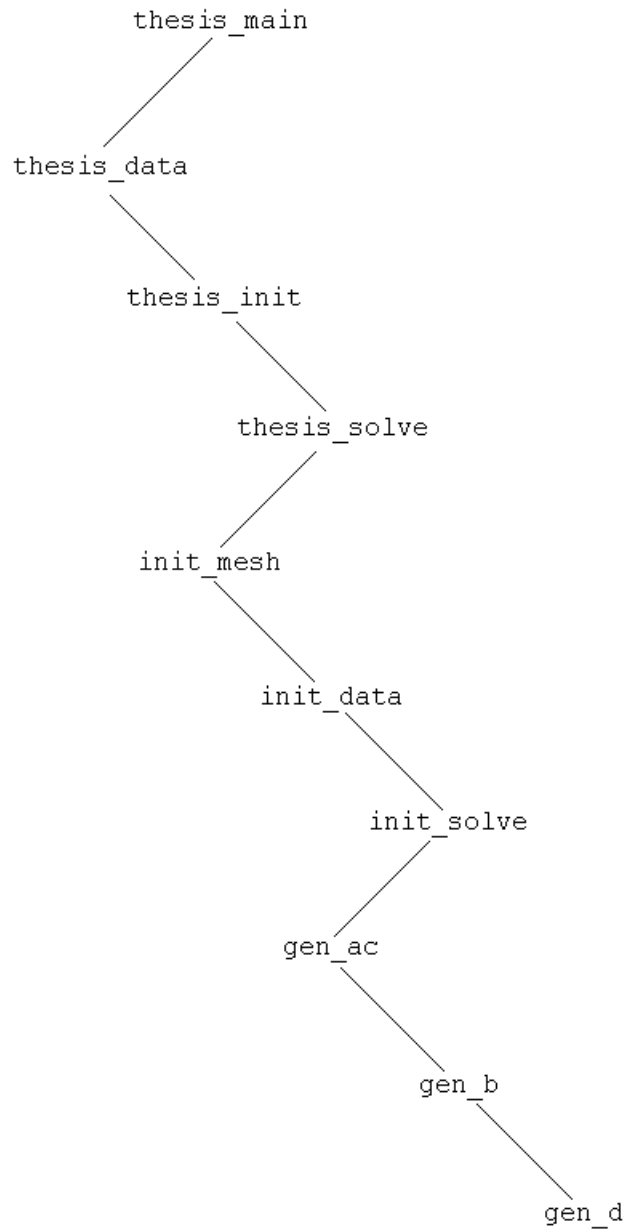 thesis_main
thesis_data
thesis_init
thesis_solve
init_mesh
init_data
init_solve
gen_ac
gen_b
gen_d